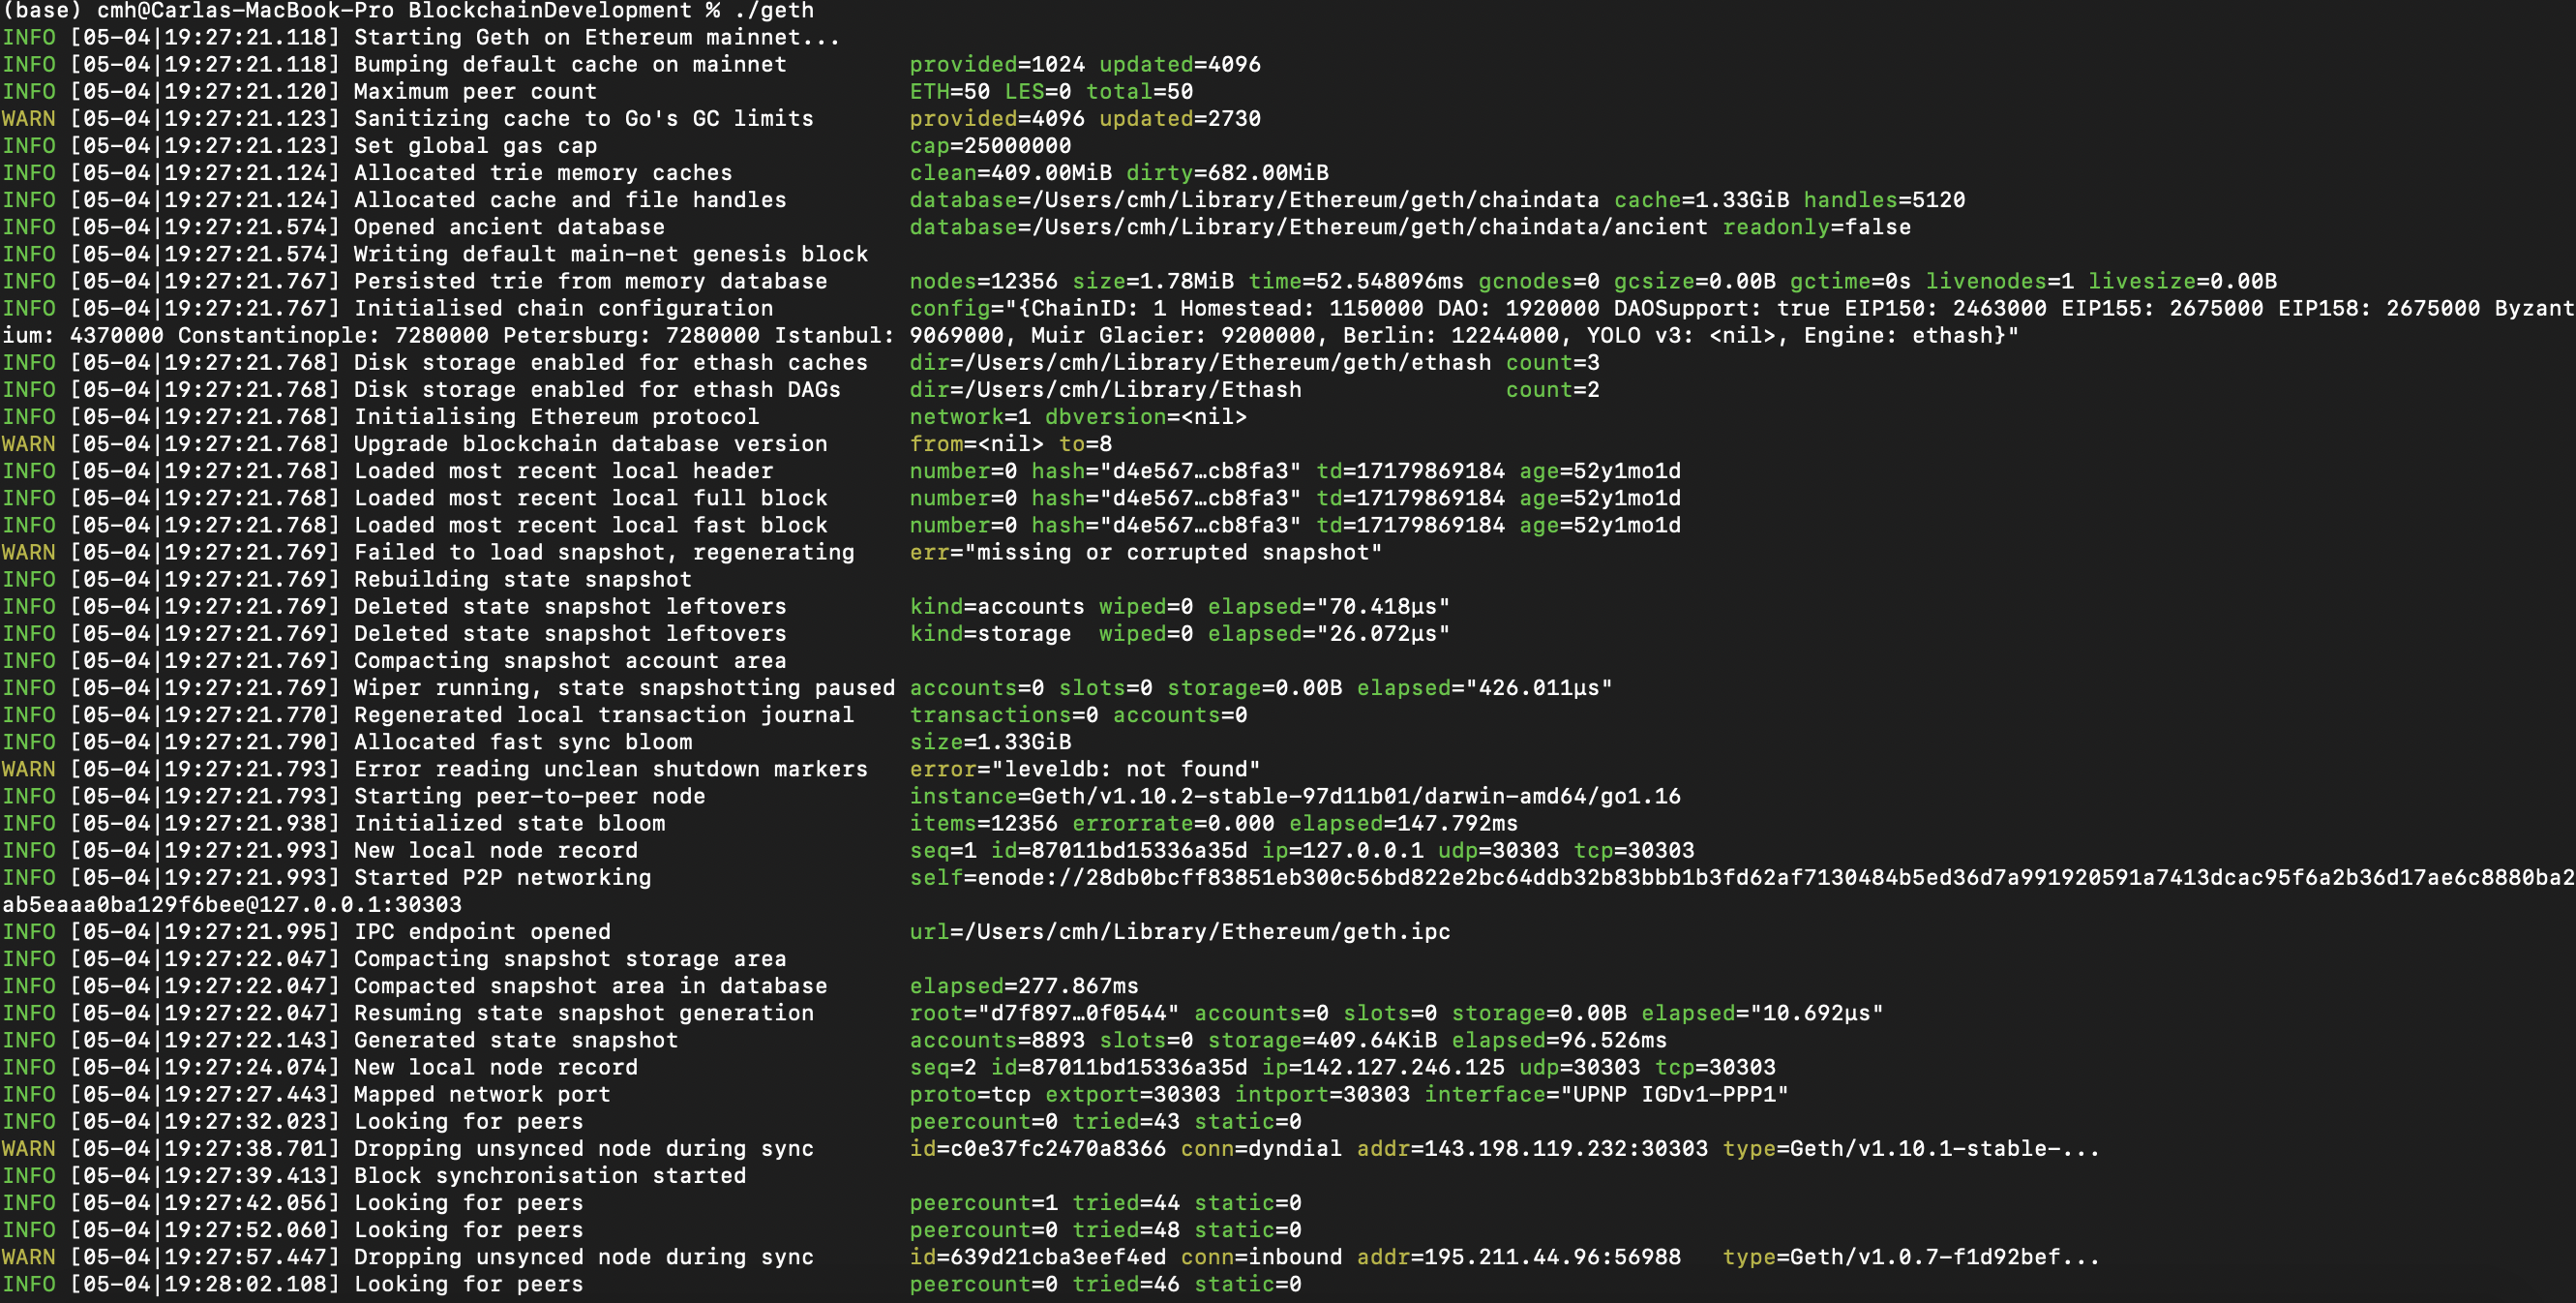 (base) cmh@Carlas-MacBook-Pro BlockchainDevelopment % ./geth
INFO [05-04|19:27:21.118] Starting Geth on Ethereum mainnet...
INFO [05-04|19:27:21.118] Bumping default cache on mainnet         provided=1024 updated=4096
INFO [05-04|19:27:21.120] Maximum peer count                       ETH=50 LES=0 total=50
WARN [05-04|19:27:21.123] Sanitizing cache to Go's GC limits       provided=4096 updated=2730
INFO [05-04|19:27:21.123] Set global gas cap                       cap=25000000
INFO [05-04|19:27:21.124] Allocated trie memory caches             clean=409.00MiB dirty=682.00MiB
INFO [05-04|19:27:21.124] Allocated cache and file handles         database=/Users/cmh/Library/Ethereum/geth/chaindata cache=1.33GiB handles=5120
INFO [05-04|19:27:21.574] Opened ancient database                  database=/Users/cmh/Library/Ethereum/geth/chaindata/ancient readonly=false
INFO [05-04|19:27:21.574] Writing default main-net genesis block
INFO [05-04|19:27:21.767] Persisted trie from memory database      nodes=12356 size=1.78MiB time=52.548096ms gcnodes=0 gcsize=0.00B gctime=0s livenodes=1 livesize=0.00B
INFO [05-04|19:27:21.767] Initialised chain configuration          config="{ChainID: 1 Homestead: 1150000 DAO: 1920000 DAOSupport: true EIP150: 2463000 EIP155: 2675000 EIP158: 2675000 Byzant
ium: 4370000 Constantinople: 7280000 Petersburg: 7280000 Istanbul: 9069000, Muir Glacier: 9200000, Berlin: 12244000, YOLO v3: <nil>, Engine: ethash}"
INFO [05-04|19:27:21.768] Disk storage enabled for ethash caches   dir=/Users/cmh/Library/Ethereum/geth/ethash count=3
INFO [05-04|19:27:21.768] Disk storage enabled for ethash DAGs     dir=/Users/cmh/Library/Ethash               count=2
INFO [05-04|19:27:21.768] Initialising Ethereum protocol           network=1 dbversion=<nil>
WARN [05-04|19:27:21.768] Upgrade blockchain database version      from=<nil> to=8
INFO [05-04|19:27:21.768] Loaded most recent local header          number=0 hash="d4e567…cb8fa3" td=17179869184 age=52y1mo1d
INFO [05-04|19:27:21.768] Loaded most recent local full block      number=0 hash="d4e567…cb8fa3" td=17179869184 age=52y1mo1d
INFO [05-04|19:27:21.768] Loaded most recent local fast block      number=0 hash="d4e567…cb8fa3" td=17179869184 age=52y1mo1d
WARN [05-04|19:27:21.769] Failed to load snapshot, regenerating    err="missing or corrupted snapshot"
INFO [05-04|19:27:21.769] Rebuilding state snapshot
INFO [05-04|19:27:21.769] Deleted state snapshot leftovers         kind=accounts wiped=0 elapsed="70.418µs"
INFO [05-04|19:27:21.769] Deleted state snapshot leftovers         kind=storage  wiped=0 elapsed="26.072µs"
INFO [05-04|19:27:21.769] Compacting snapshot account area
INFO [05-04|19:27:21.769] Wiper running, state snapshotting paused accounts=0 slots=0 storage=0.00B elapsed="426.011µs"
INFO [05-04|19:27:21.770] Regenerated local transaction journal    transactions=0 accounts=0
INFO [05-04|19:27:21.790] Allocated fast sync bloom                size=1.33GiB
WARN [05-04|19:27:21.793] Error reading unclean shutdown markers   error="leveldb: not found"
INFO [05-04|19:27:21.793] Starting peer-to-peer node               instance=Geth/v1.10.2-stable-97d11b01/darwin-amd64/go1.16
INFO [05-04|19:27:21.938] Initialized state bloom                  items=12356 errorrate=0.000 elapsed=147.792ms
INFO [05-04|19:27:21.993] New local node record                    seq=1 id=87011bd15336a35d ip=127.0.0.1 udp=30303 tcp=30303
INFO [05-04|19:27:21.993] Started P2P networking                   self=enode://28db0bcff83851eb300c56bd822e2bc64ddb32b83bbb1b3fd62af7130484b5ed36d7a991920591a7413dcac95f6a2b36d17ae6c8880ba2
ab5eaaa0ba129f6bee@127.0.0.1:30303
INFO [05-04|19:27:21.995] IPC endpoint opened                      url=/Users/cmh/Library/Ethereum/geth.ipc
INFO [05-04|19:27:22.047] Compacting snapshot storage area
INFO [05-04|19:27:22.047] Compacted snapshot area in database      elapsed=277.867ms
INFO [05-04|19:27:22.047] Resuming state snapshot generation       root="d7f897…0f0544" accounts=0 slots=0 storage=0.00B elapsed="10.692µs"
INFO [05-04|19:27:22.143] Generated state snapshot                 accounts=8893 slots=0 storage=409.64KiB elapsed=96.526ms
INFO [05-04|19:27:24.074] New local node record                    seq=2 id=87011bd15336a35d ip=142.127.246.125 udp=30303 tcp=30303
INFO [05-04|19:27:27.443] Mapped network port                      proto=tcp extport=30303 intport=30303 interface="UPNP IGDv1-PPP1"
INFO [05-04|19:27:32.023] Looking for peers                        peercount=0 tried=43 static=0
WARN [05-04|19:27:38.701] Dropping unsynced node during sync       id=c0e37fc2470a8366 conn=dyndial addr=143.198.119.232:30303 type=Geth/v1.10.1-stable-...
INFO [05-04|19:27:39.413] Block synchronisation started
INFO [05-04|19:27:42.056] Looking for peers                        peercount=1 tried=44 static=0
INFO [05-04|19:27:52.060] Looking for peers                        peercount=0 tried=48 static=0
WARN [05-04|19:27:57.447] Dropping unsynced node during sync       id=639d21cba3eef4ed conn=inbound addr=195.211.44.96:56988   type=Geth/v1.0.7-f1d92bef...
INFO [05-04|19:28:02.108] Looking for peers                        peercount=0 tried=46 static=0